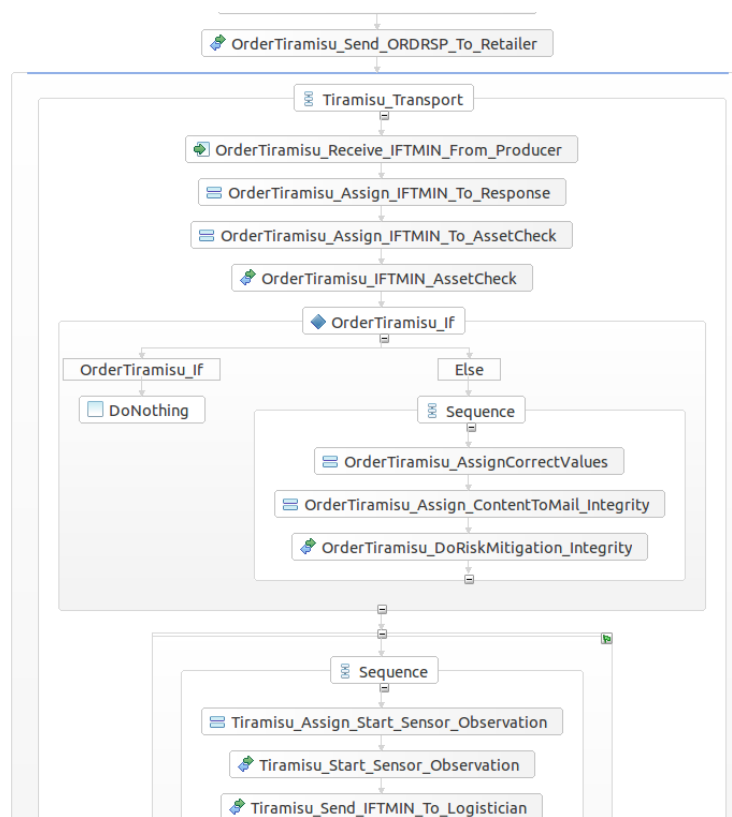 OrderTiramisu_Send_ORDRSP_To_Retailer
Tiramisu_Transport
OrderTiramisu_Receive_IFTMIN_From_Producer
OrderTiramisu_Assign_IFTMIN_To_Response
OrderTiramisu_Assign_IFTMIN_To_AssetCheck
OrderTiramisu_IFTMIN_AssetCheck
OrderTiramisu_If
OrderTiramisu_If
Else
DoNothing
Sequence
OrderTiramisu_AssignCorrectValues
OrderTiramisu_Assign_ContentToMail_Integrity
OrderTiramisu_DoRiskMitigation_Integrity
Sequence
Tiramisu_Assign_Start_Sensor_Observation
Tiramisu_Start_Sensor_Observation
Tiramisu_Send_IFTMIN_To_Logistician